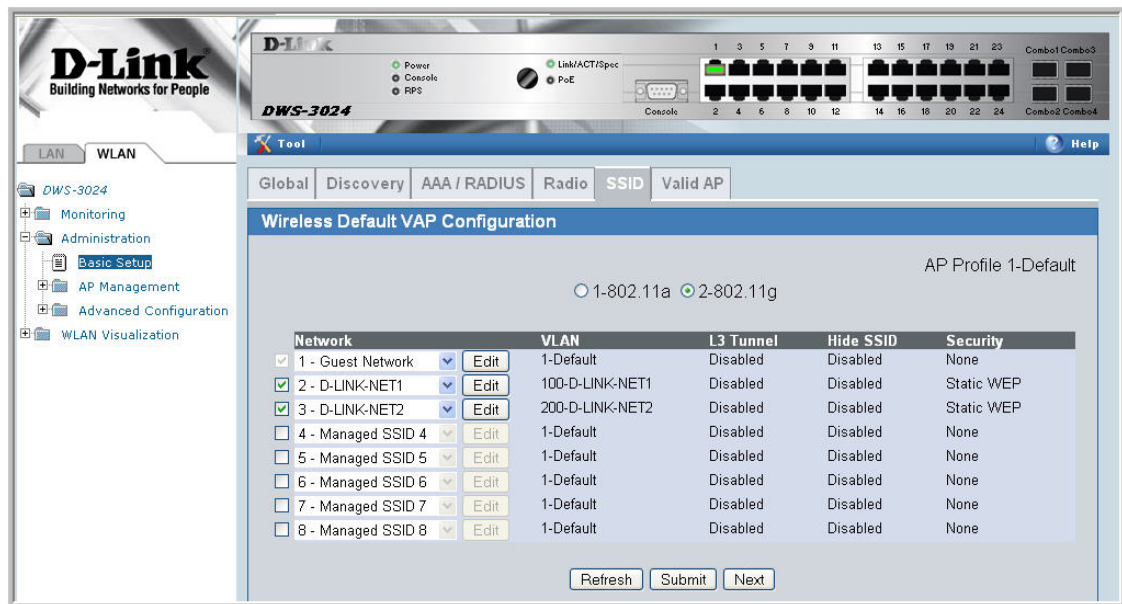 D-Link
Building Networks for People
D-Link
Power
Console
RPS
Link/ACT/Spec
PoE
Console
1 3 5 7 9 11 13 15 17 19 21 23 Combo1 Combo3
DWS-3024
2 4 6 8 10 12 14 16 18 20 22 24 Combo2 Combo4
LAN WLAN
Tool Help
DWS-3024
Monitoring
Administration
Basic Setup
AP Management
Advanced Configuration
WLAN Visualization
Global Discovery AAA / RADIUS Radio SSID Valid AP
Wireless Default VAP Configuration
AP Profile 1-Default
1-802.11a 2-802.11g
Network VLAN L3 Tunnel Hide SSID Security
1 - Guest Network Edit 1-Default Disabled Disabled None
2 - D-LINK-NET1 Edit 100-D-LINK-NET1 Disabled Disabled Static WEP
3 - D-LINK-NET2 Edit 200-D-LINK-NET2 Disabled Disabled Static WEP
4 - Managed SSID 4 Edit 1-Default Disabled Disabled None
5 - Managed SSID 5 Edit 1-Default Disabled Disabled None
6 - Managed SSID 6 Edit 1-Default Disabled Disabled None
7 - Managed SSID 7 Edit 1-Default Disabled Disabled None
8 - Managed SSID 8 Edit 1-Default Disabled Disabled None
Refresh Submit Next